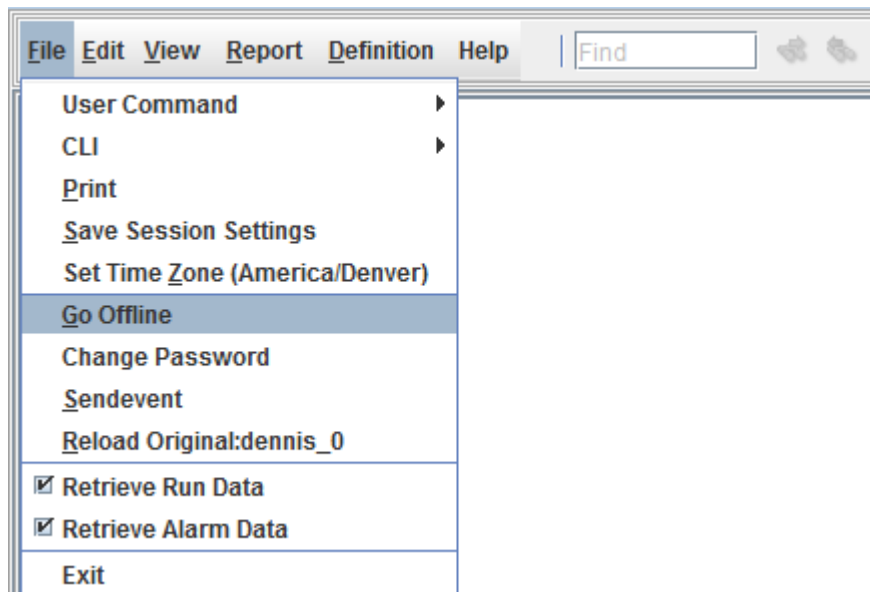 File Edit View Report Definition Help Find
User Command
CLI
Print
Save Session Settings
Set Time Zone (America/Denver)
Go Offline
Change Password
Sendevent
Reload Original:dennis_0
Retrieve Run Data
Retrieve Alarm Data
Exit